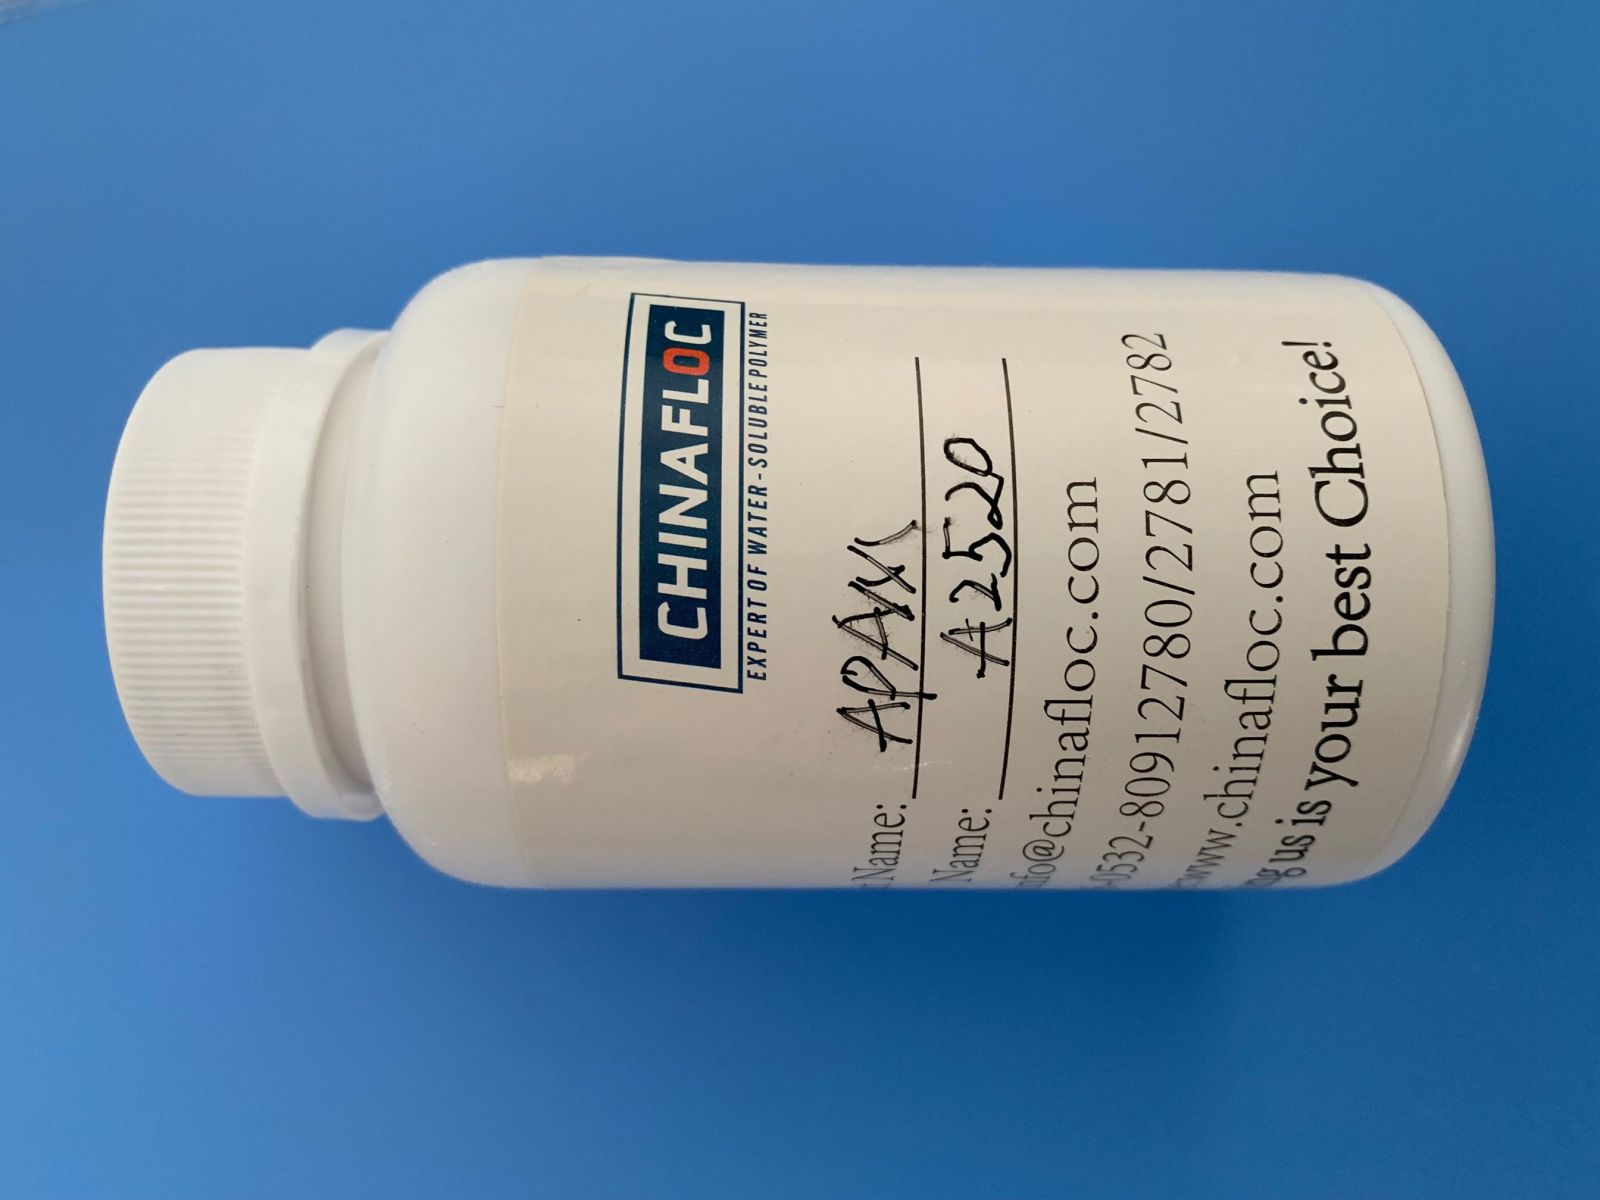 CHINAFLOC
EXPERT OF WATER-SOLUBLE POLYMER
Name: APAM
Name: A2520
@chinafloc.com
0532-80912780/2781/2782
www.chinafloc.com
us is your best Choice!